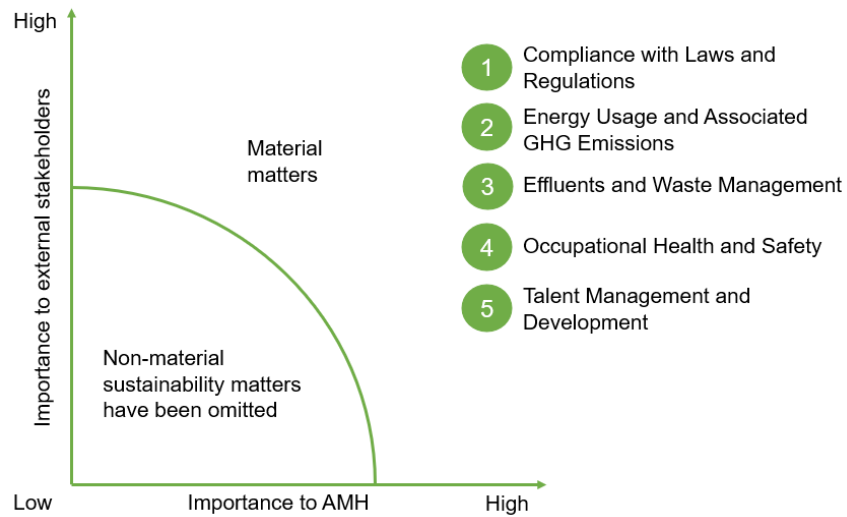 High
Importance to external stakeholders
Material
matters
Non-material
sustainability matters
have been omitted
Low
Importance to AMH
High
1
Compliance with Laws and
Regulations
2
Energy Usage and Associated
GHG Emissions
3
Effluents and Waste Management
4
Occupational Health and Safety
5
Talent Management and
Development